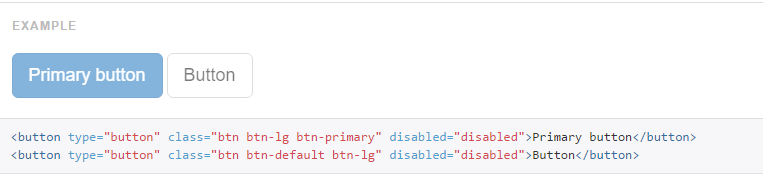 EXAMPLE
Primary button Button
<button type="button" class="btn btn-lg btn-primary" disabled="disabled">Primary button</button>
<button type="button" class="btn btn-default btn-lg" disabled="disabled">Button</button>